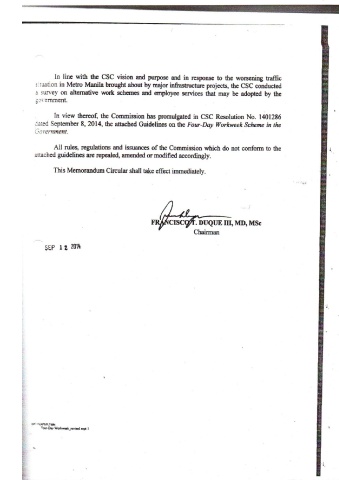 In line with the CSC vision and purpose and in response to the worsening traffic
situation in Metro Manila brought about by major infrastructure projects, the CSC conducted
a survey on alternative work schemes and employee services that may be adopted by the
government.
In view thereof, the Commission has promulgated in CSC Resolution No. 1401286
dated September 8, 2014, the attached Guidelines on the Four-Day Workweek Scheme in the
Government.
All rules, regulations and issuances of the Commission which do not conform to the
attached guidelines are repealed, amended or modified accordingly.
This Memorandum Circular shall take effect immediately.
FRANCISCO T. DUQUE III, MD, MSc
Chairman
SEP 12 2014
Four-Day Workweek_revised sept 3